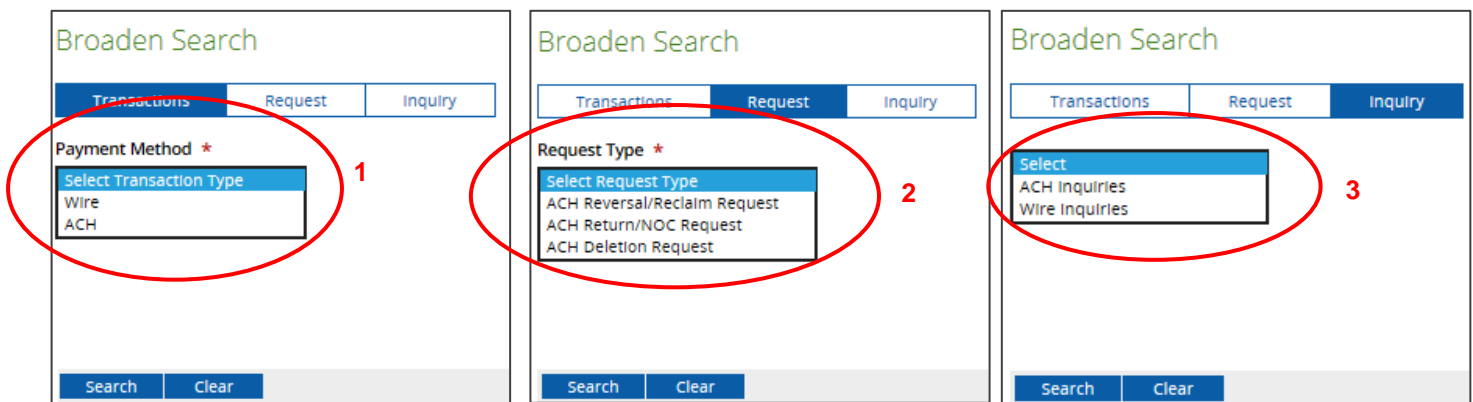 Broaden Search
Transactions Request Inquiry
Payment Method *
Select Transaction Type
Wire
ACH
1
Search Clear
Broaden Search
Transactions Request Inquiry
Request Type *
Select Request Type
ACH Reversal/Reclaim Request
ACH Return/NOC Request
ACH Deletion Request
2
Search Clear
Broaden Search
Transactions Request Inquiry
Select
ACH Inquiries
Wire Inquiries
3
Search Clear